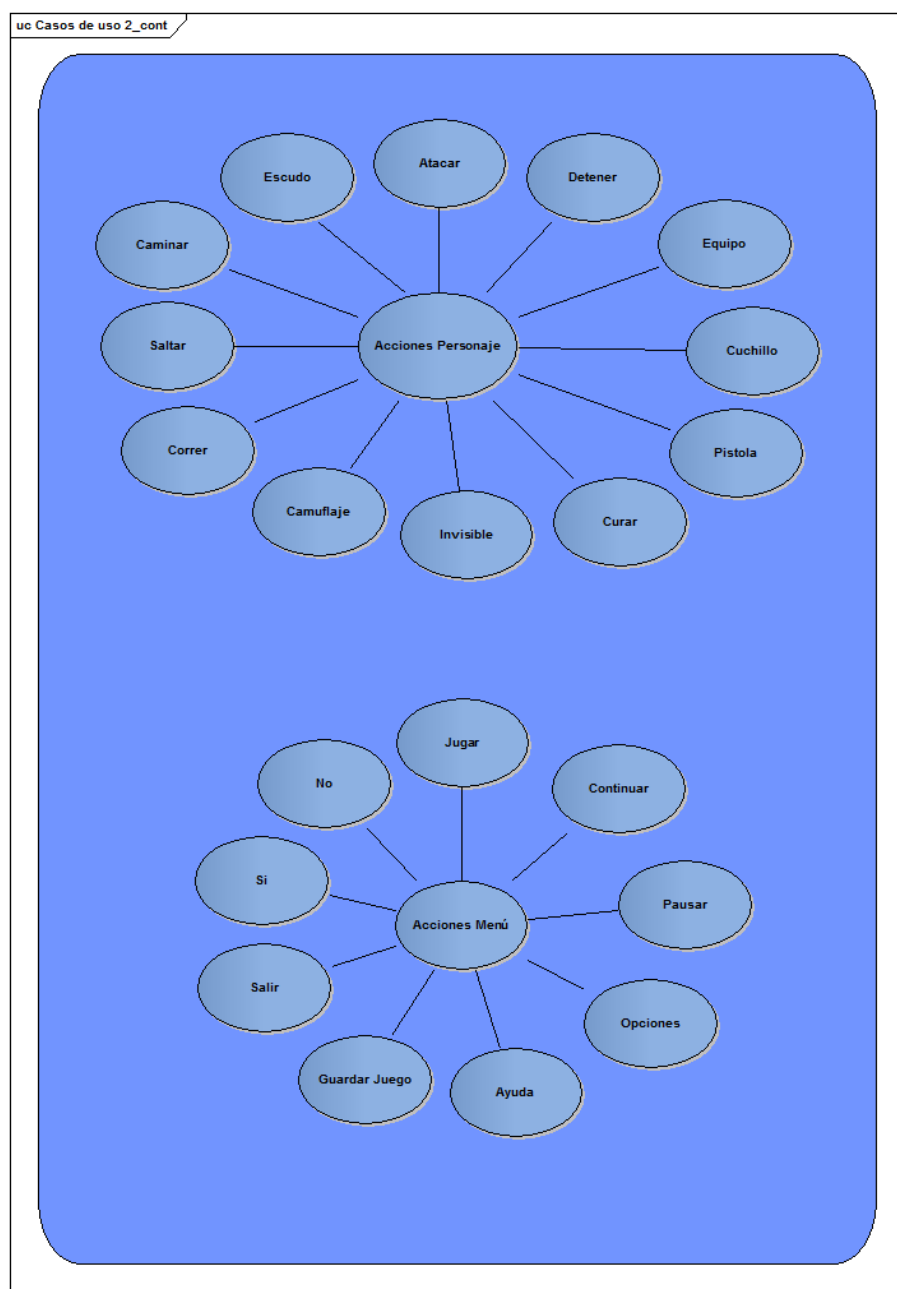 uc Casos de uso 2_cont
Atacar
Escudo
Detener
Caminar
Equipo
Saltar
Acciones Personaje
Cuchillo
Correr
Pistola
Camuflaje
Invisible
Curar
Jugar
No
Continuar
Si
Pausar
Acciones Menú
Salir
Opciones
Guardar Juego
Ayuda